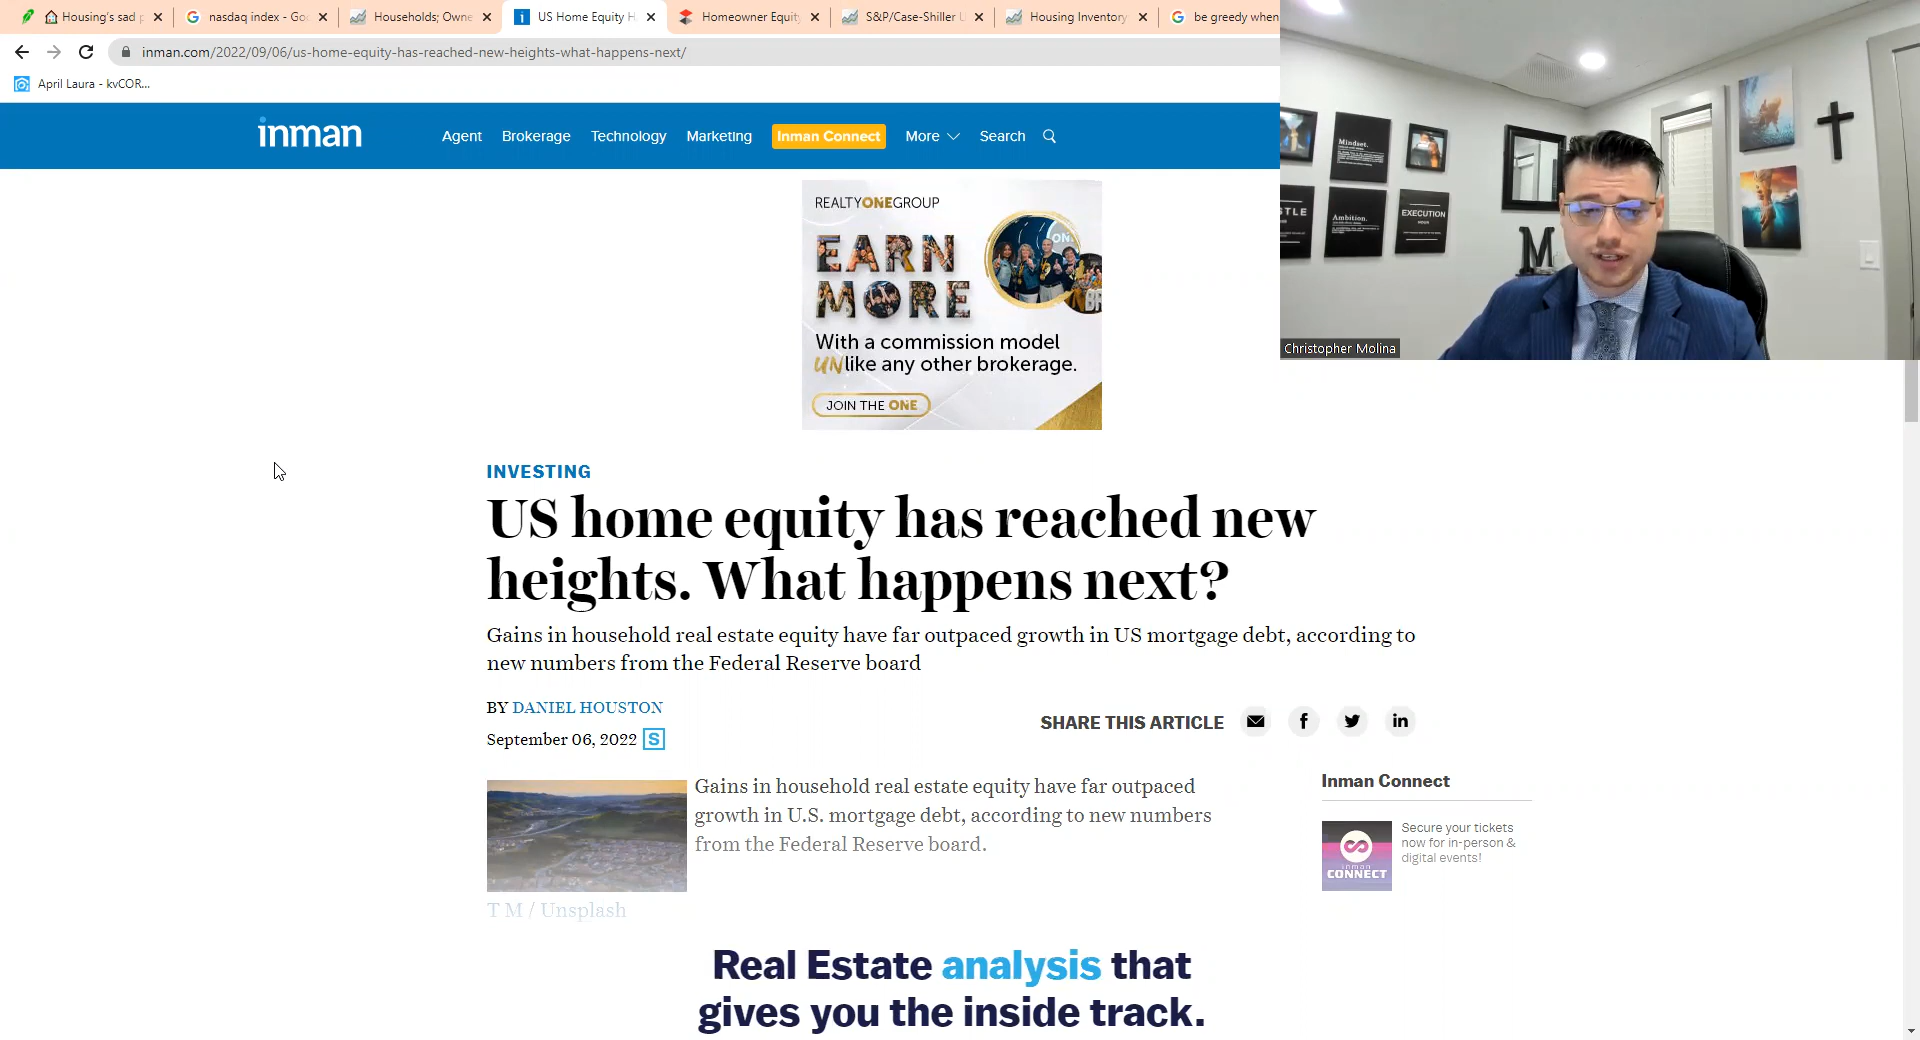 Housing's sad p
nasdaq index - Goo
Households; Owne
US Home Equity H
Homeowner Equity
S&P/Case-Shiller U
Housing Inventory
be greedy when
inman.com/2022/09/06/us-home-equity-has-reached-new-heights-what-happens-next/
April Laura - kvCOR...
inman
Agent
Brokerage
Technology
Marketing
Inman Connect
More
Search
REALTYONEGROUP
EARN
MORE
With a commission model
UNlike any other brokerage.
JOIN THE ONE
ON
Mindset.
STLE
Ambition.
EXECUTION
M
Christopher Molina
INVESTING
US home equity has reached new
heights. What happens next?
Gains in household real estate equity have far outpaced growth in US mortgage debt, according to
new numbers from the Federal Reserve board
BY DANIEL HOUSTON
September 06, 2022 S
SHARE THIS ARTICLE
Gains in household real estate equity have far outpaced
growth in U.S. mortgage debt, according to new numbers
from the Federal Reserve board.
T M / Unsplash
Inman Connect
inman
CONNECT
Secure your tickets
now for in-person &
digital events!
Real Estate analysis that
gives you the inside track.